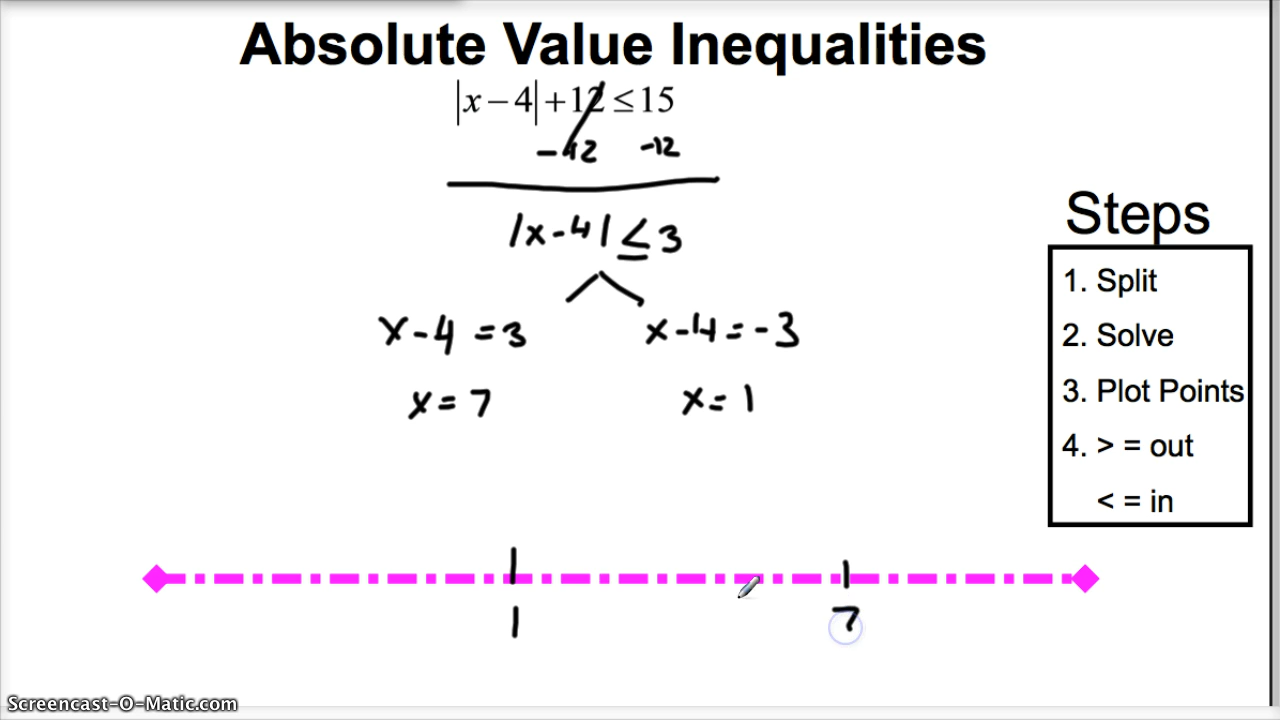 Absolute Value Inequalities
|x − 4| + 12 ≤ 15
-12 -12
|x-4| ≤ 3
x-4 = 3 x-4 = -3
x = 7 x = 1
Steps
1. Split
2. Solve
3. Plot Points
4. > = out
< = in
1 7
Screencast-O-Matic.com